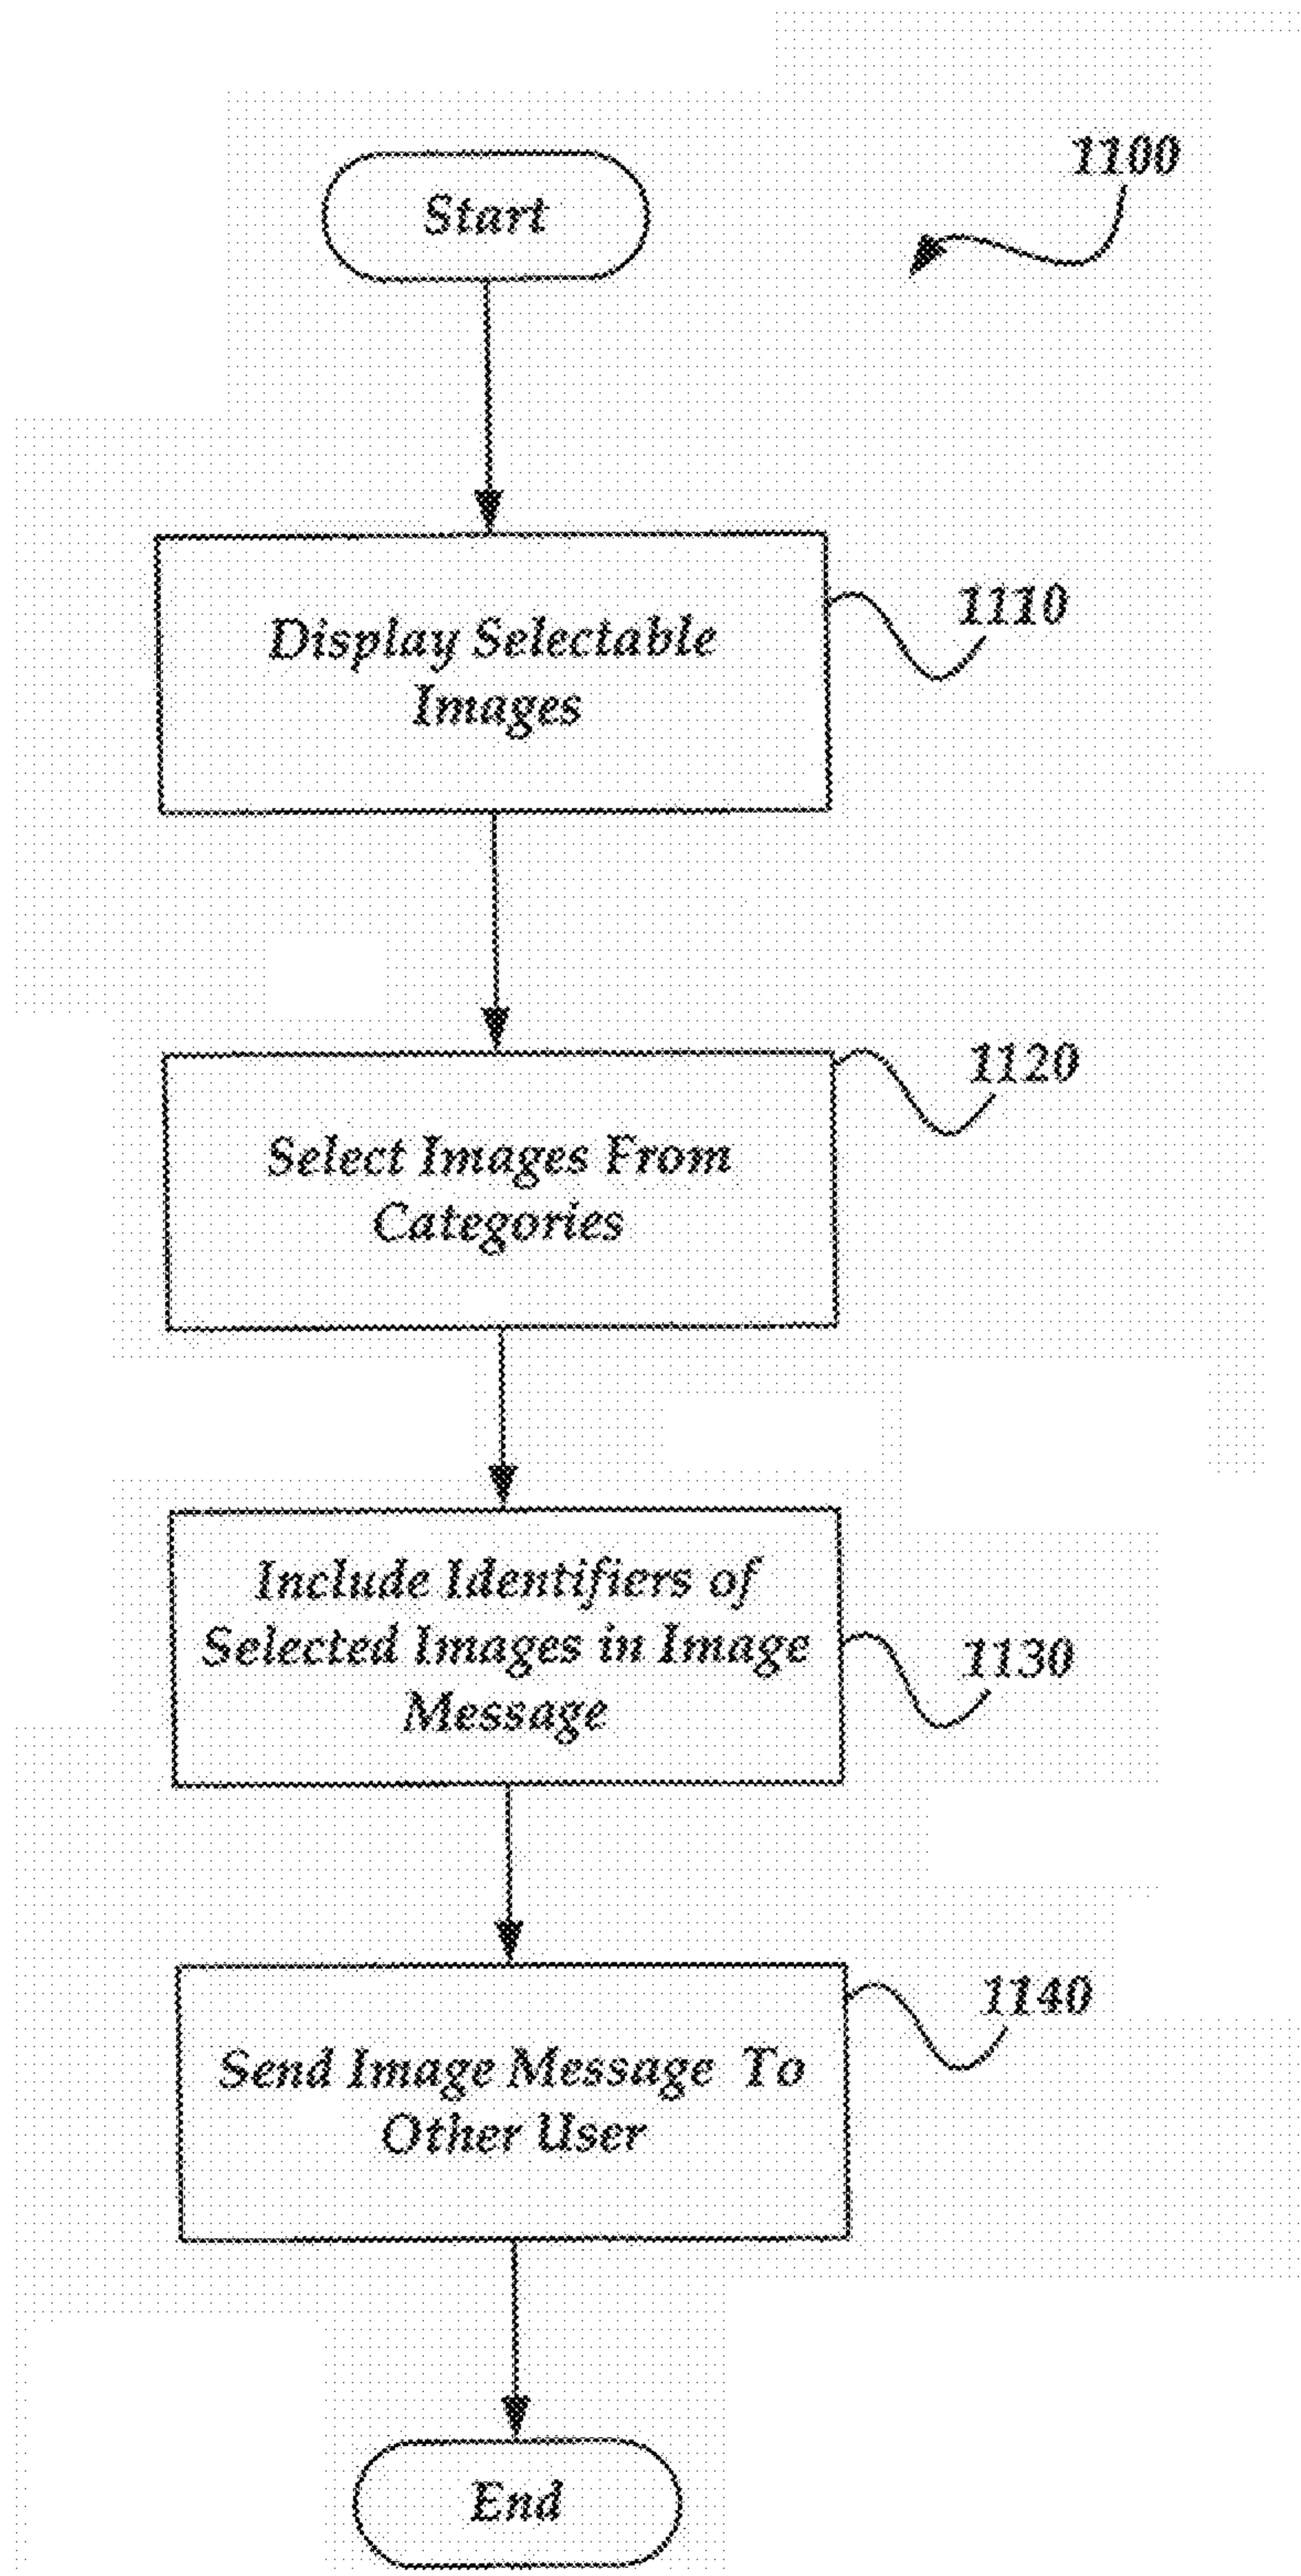 Start
1100
Display Selectable
Images
1110
Select Images From
Categories
1120
Include Identifiers of
Selected Images in Image
Message
1130
Send Image Message To
Other User
1140
End